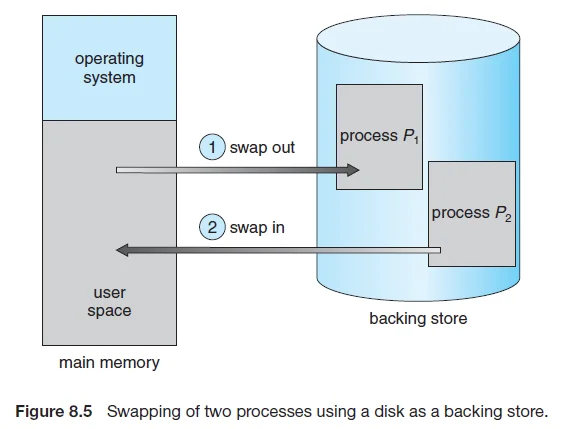 operating
system
process P1
1 swap out
process P2
2 swap in
user
space
backing store
main memory
Figure 8.5 Swapping of two processes using a disk as a backing store.